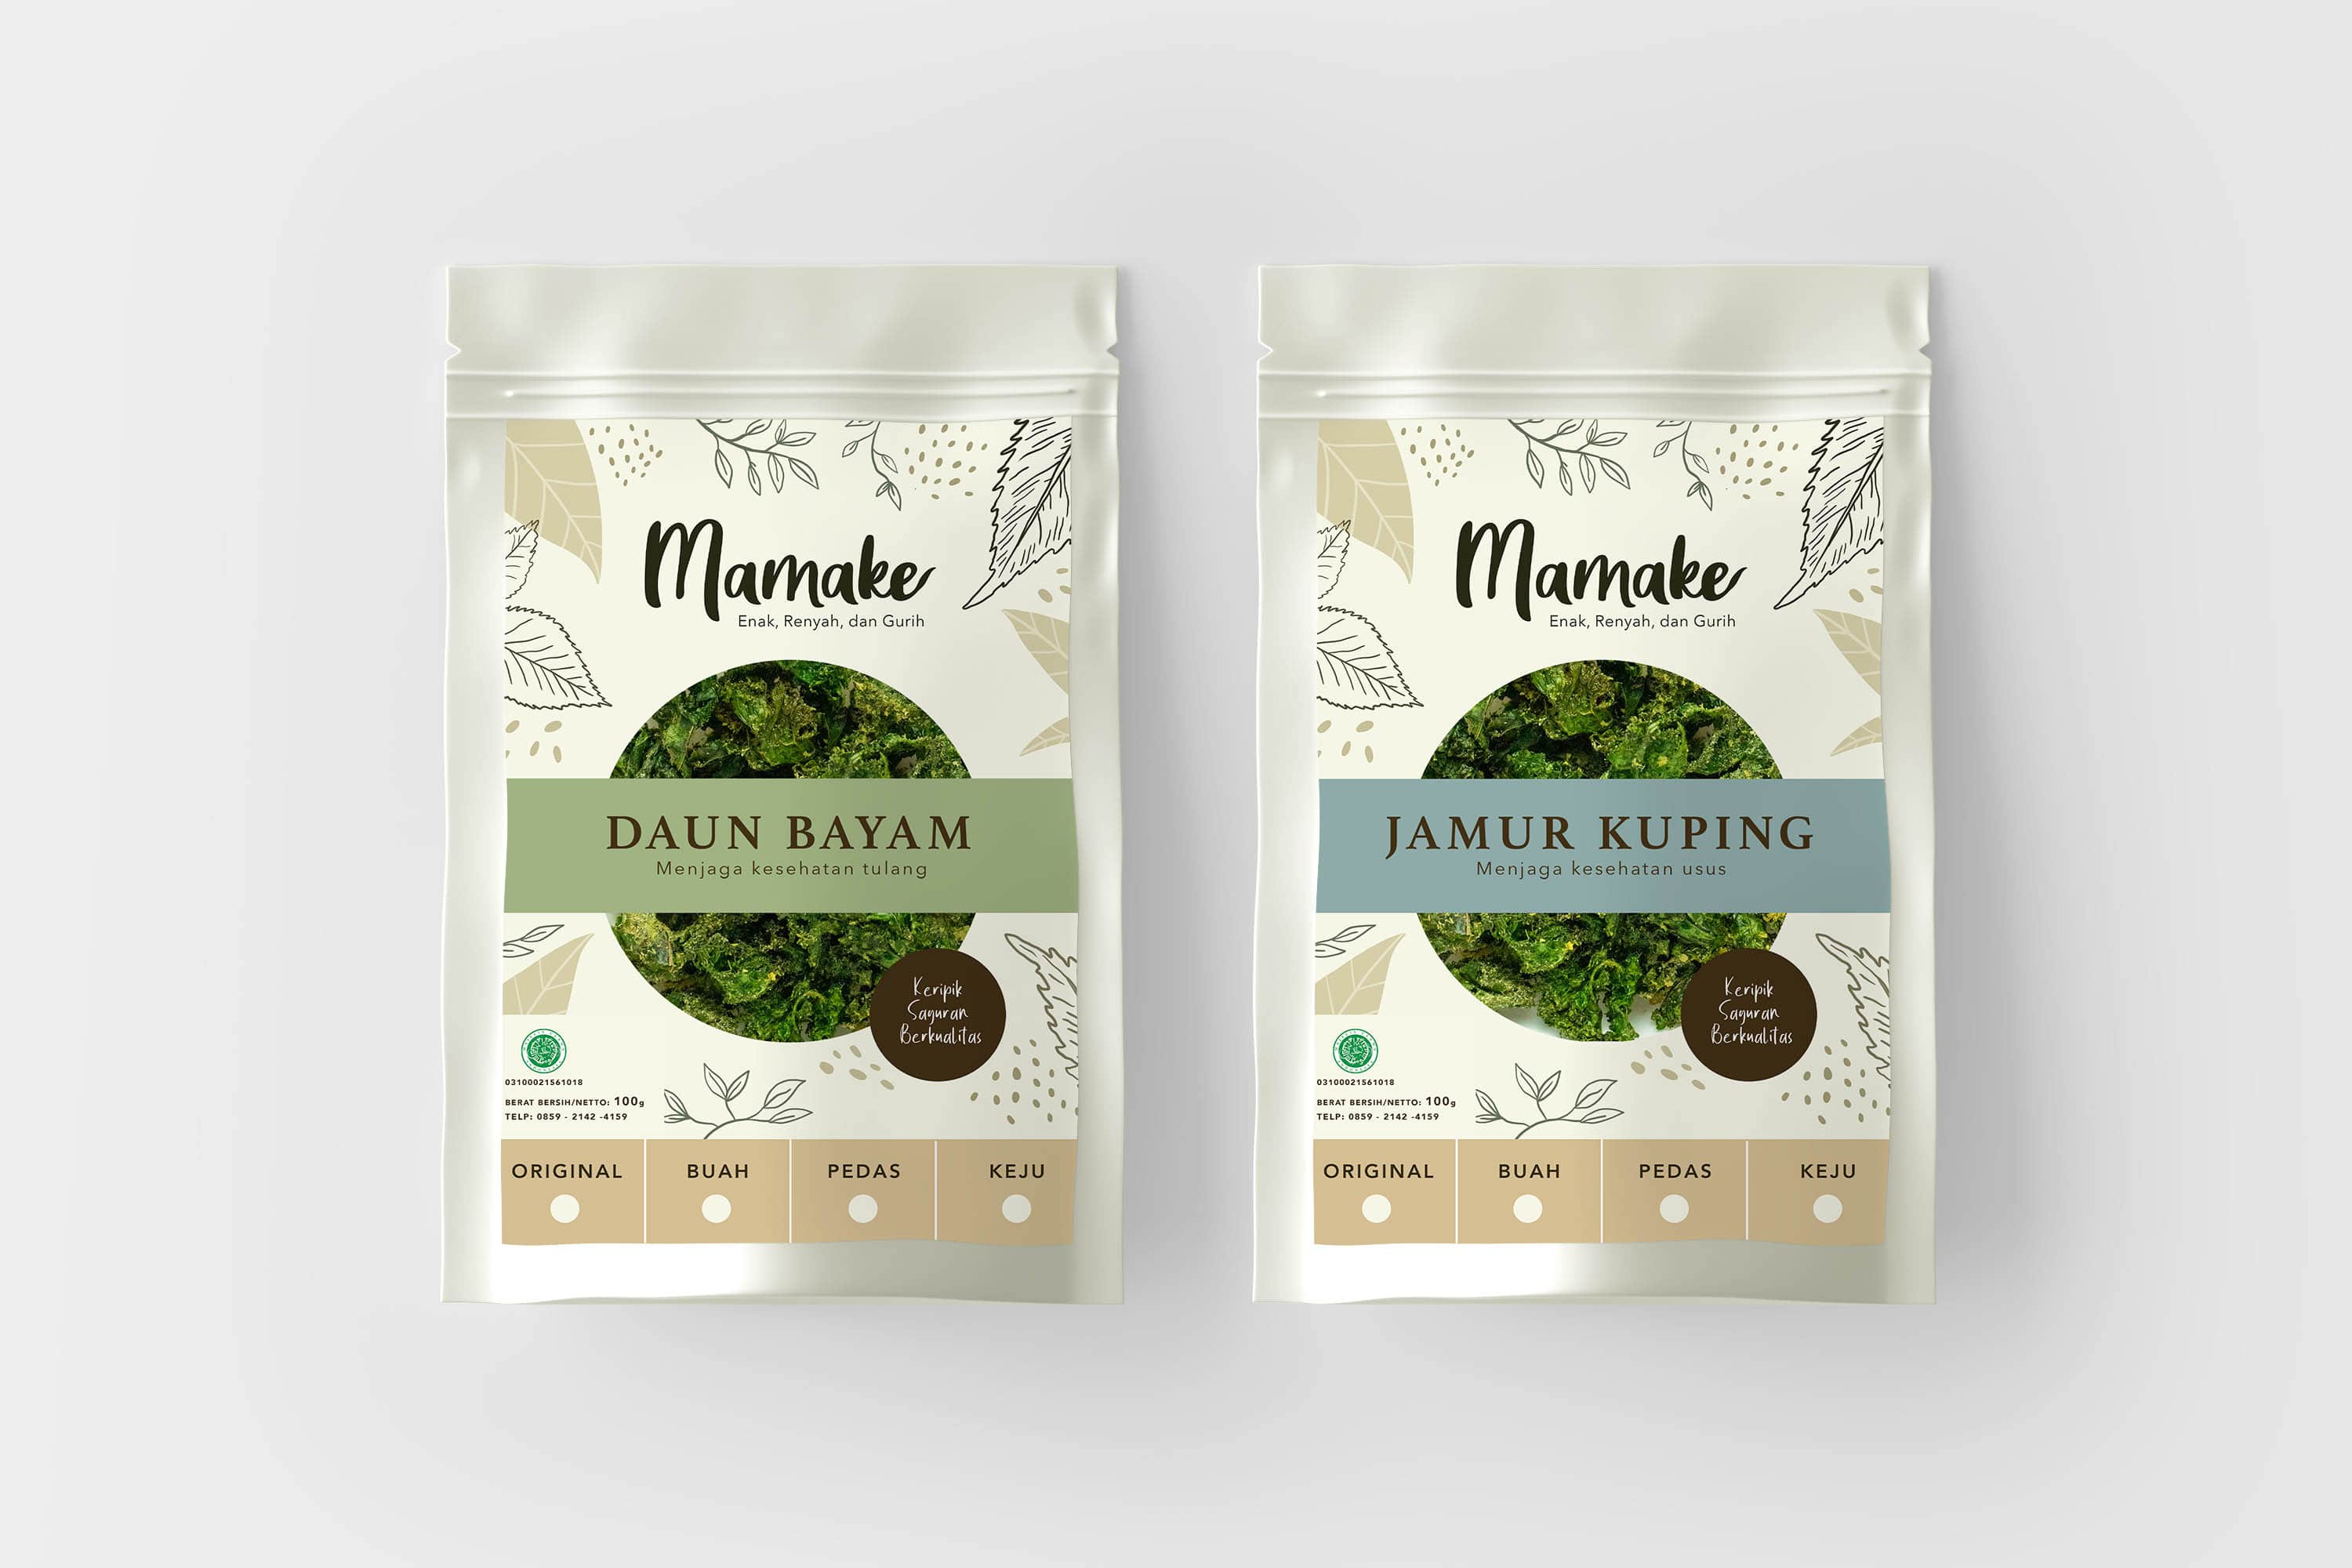 Mamake
Enak, Renyah, dan Gurih
DAUN BAYAM
Menjaga kesehatan tulang
Keripik
Sayuran
Berkualitas
03100021561018
BERAT BERSIH/NETTO: 100g
TELP: 0859 - 2142 -4159
ORIGINAL
BUAH
PEDAS
KEJU
Mamake
Enak, Renyah, dan Gurih
JAMUR KUPING
Menjaga kesehatan usus
Keripik
Sayuran
Berkualitas
03100021561018
BERAT BERSIH/NETTO: 100g
TELP: 0859 - 2142 -4159
ORIGINAL
BUAH
PEDAS
KEJU